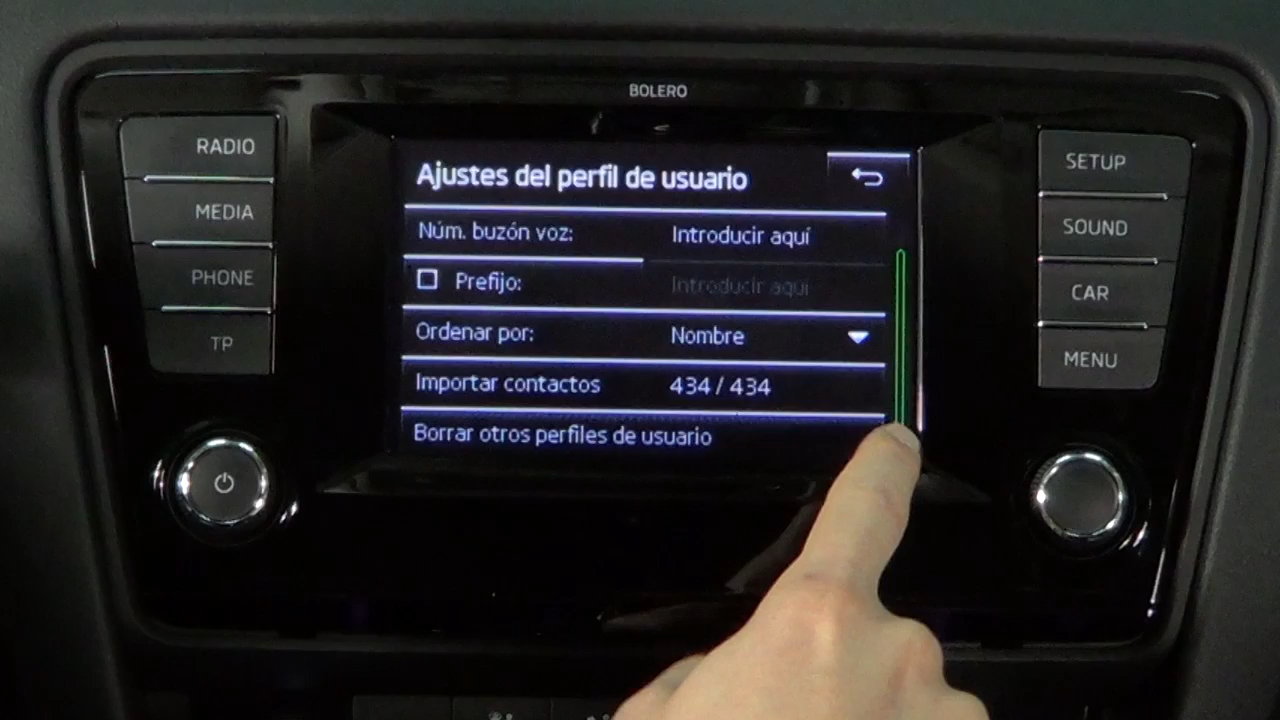 BOLERO
RADIO
MEDIA
PHONE
TP
Ajustes del perfil de usuario
Núm. buzón voz: Introducir aquí
Prefijo: Introducir aquí
Ordenar por: Nombre
Importar contactos 434 / 434
Borrar otros perfiles de usuario
SETUP
SOUND
CAR
MENU